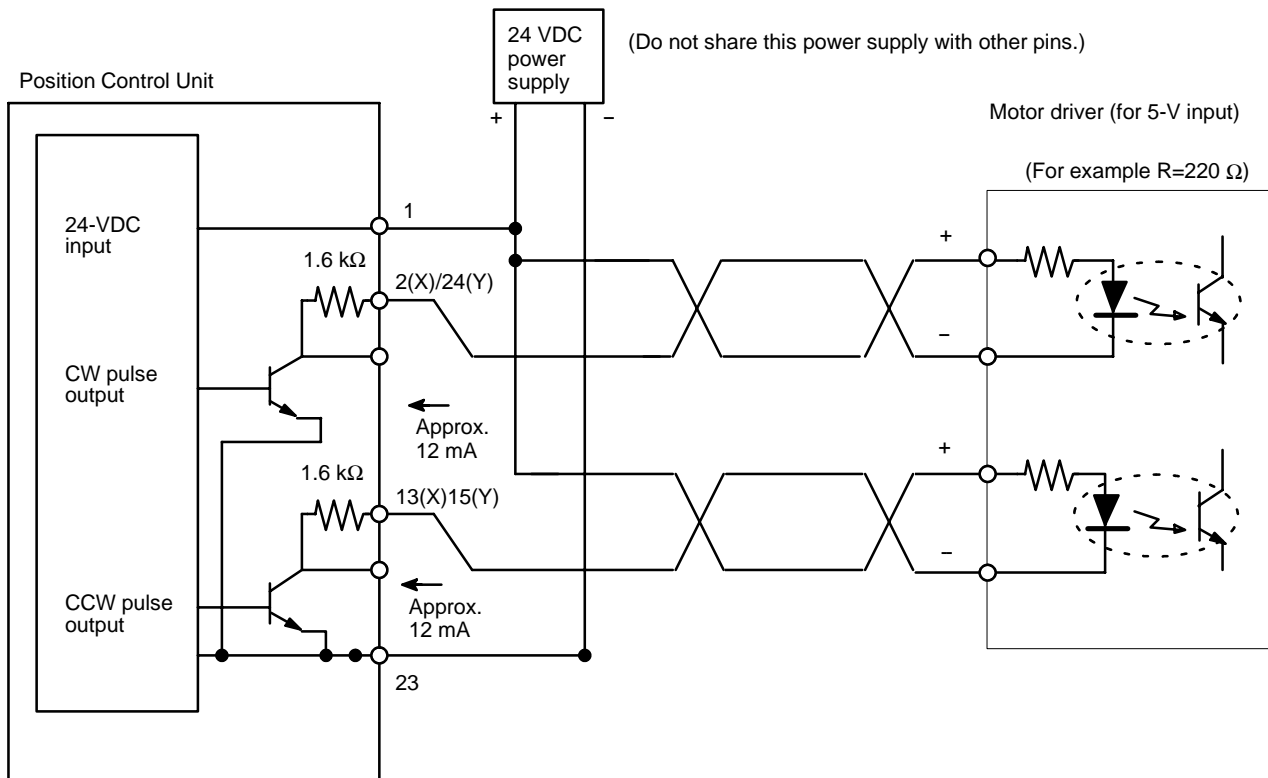 24 VDC
power
supply
(Do not share this power supply with other pins.)
Position Control Unit
+
−
Motor driver (for 5-V input)
(For example R=220 Ω)
24-VDC
input
1
1.6 kΩ
2(X)/24(Y)
+
−
CW pulse
output
Approx.
12 mA
1.6 kΩ
13(X)15(Y)
+
−
CCW pulse
output
Approx.
12 mA
23